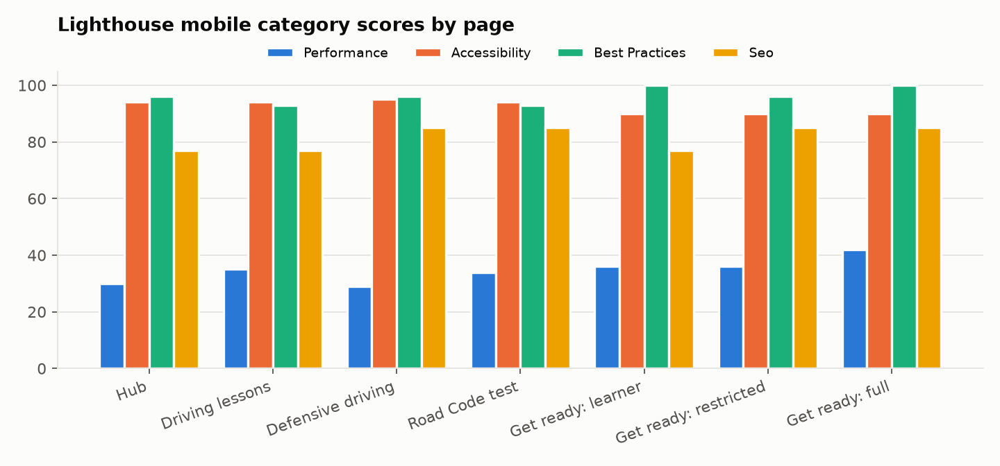 Lighthouse mobile category scores by page
Performance Accessibility Best Practices Seo
100
80
60
40
20
0
Hub
Driving lessons
Defensive driving
Road Code test
Get ready: learner
Get ready: restricted
Get ready: full